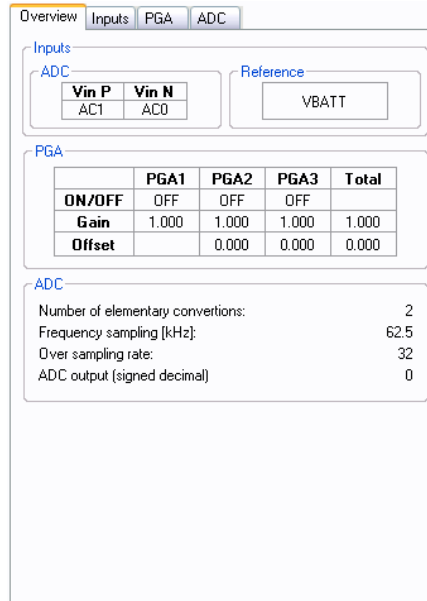 Overview Inputs PGA ADC
Inputs
ADC
Vin P Vin N
AC1 AC0
Reference
VBATT
PGA
PGA1 PGA2 PGA3 Total
ON/OFF OFF OFF OFF
Gain 1.000 1.000 1.000 1.000
Offset 0.000 0.000 0.000
ADC
Number of elementary convertions: 2
Frequency sampling [kHz]: 62.5
Over sampling rate: 32
ADC output (signed decimal) 0